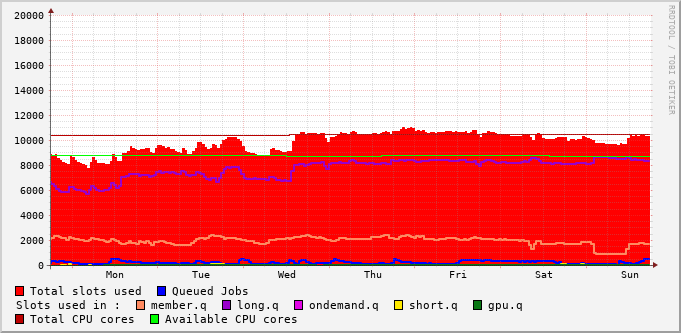 20000
18000
16000
14000
12000
10000
8000
6000
4000
2000
0
Mon Tue Wed Thu Fri Sat Sun
RRDTOOL / TOBI OETIKER
Total slots used Queued Jobs
Slots used in : member.q long.q ondemand.q short.q gpu.q
Total CPU cores Available CPU cores